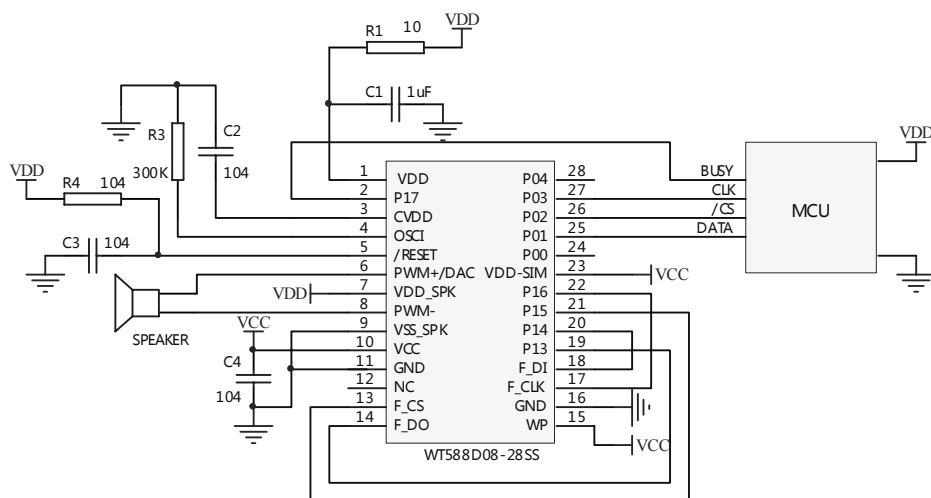 R1 10 VDD
C1 1uF
R3 300K
C2 104
VDD
R4 104
C3 104
SPEAKER
VDD
VCC
C4 104
1 VDD
2 P17
3 CVDD
4 OSCI
5 /RESET
6 PWM+/DAC
7 VDD_SPK
8 PWM-
9 VSS_SPK
10 VCC
11 GND
12 NC
13 F_CS
14 F_DO
P04 28
P03 27
P02 26
P01 25
P00 24
VDD-SIM 23
P16 22
P15 21
P14 20
P13 19
F_DI 18
F_CLK 17
GND 16
WP 15
WT588D08-28SS
VCC
VCC
BUSY
CLK
/CS
DATA
MCU
VDD